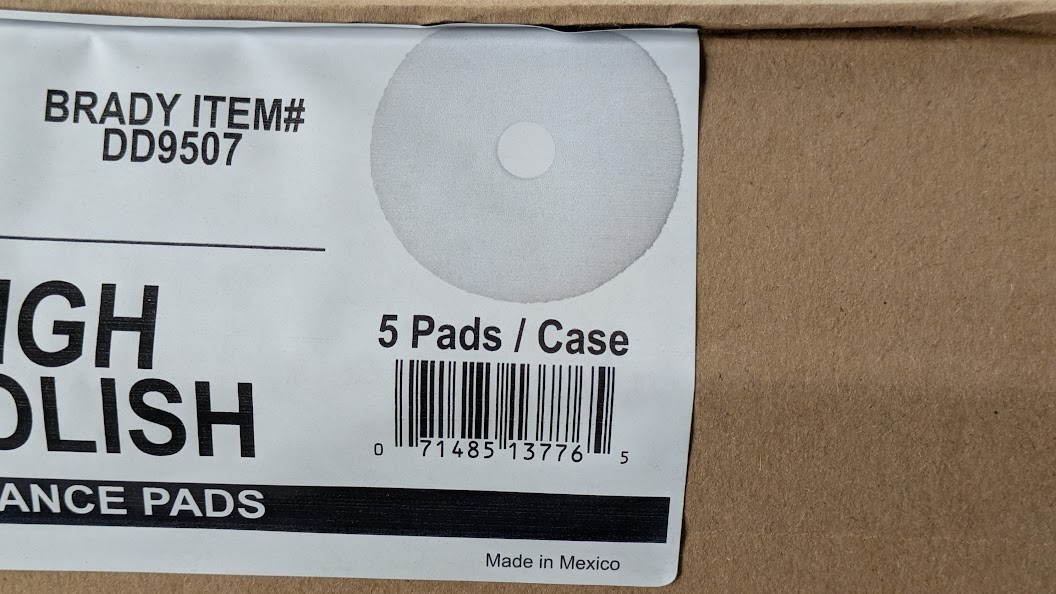 BRADY ITEM#
DD9507
IGH
OLISH
ANCE PADS
5 Pads / Case
0 71485 13776 5
Made in Mexico